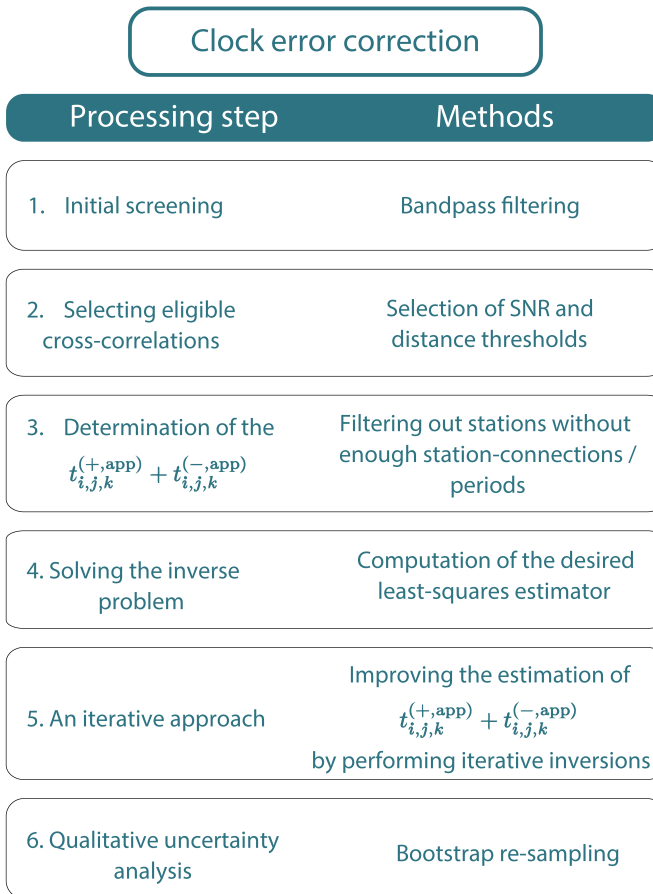 Clock error correction
Processing step Methods
1. Initial screening Bandpass filtering
2. Selecting eligible
cross-correlations
Selection of SNR and
distance thresholds
3. Determination of the
t_{i,j,k}^{(+,app)} + t_{i,j,k}^{(−,app)}
Filtering out stations without
enough station-connections /
periods
4. Solving the inverse
problem
Computation of the desired
least-squares estimator
5. An iterative approach
Improving the estimation of
t_{i,j,k}^{(+,app)} + t_{i,j,k}^{(−,app)}
by performing iterative inversions
6. Qualitative uncertainty
analysis
Bootstrap re-sampling